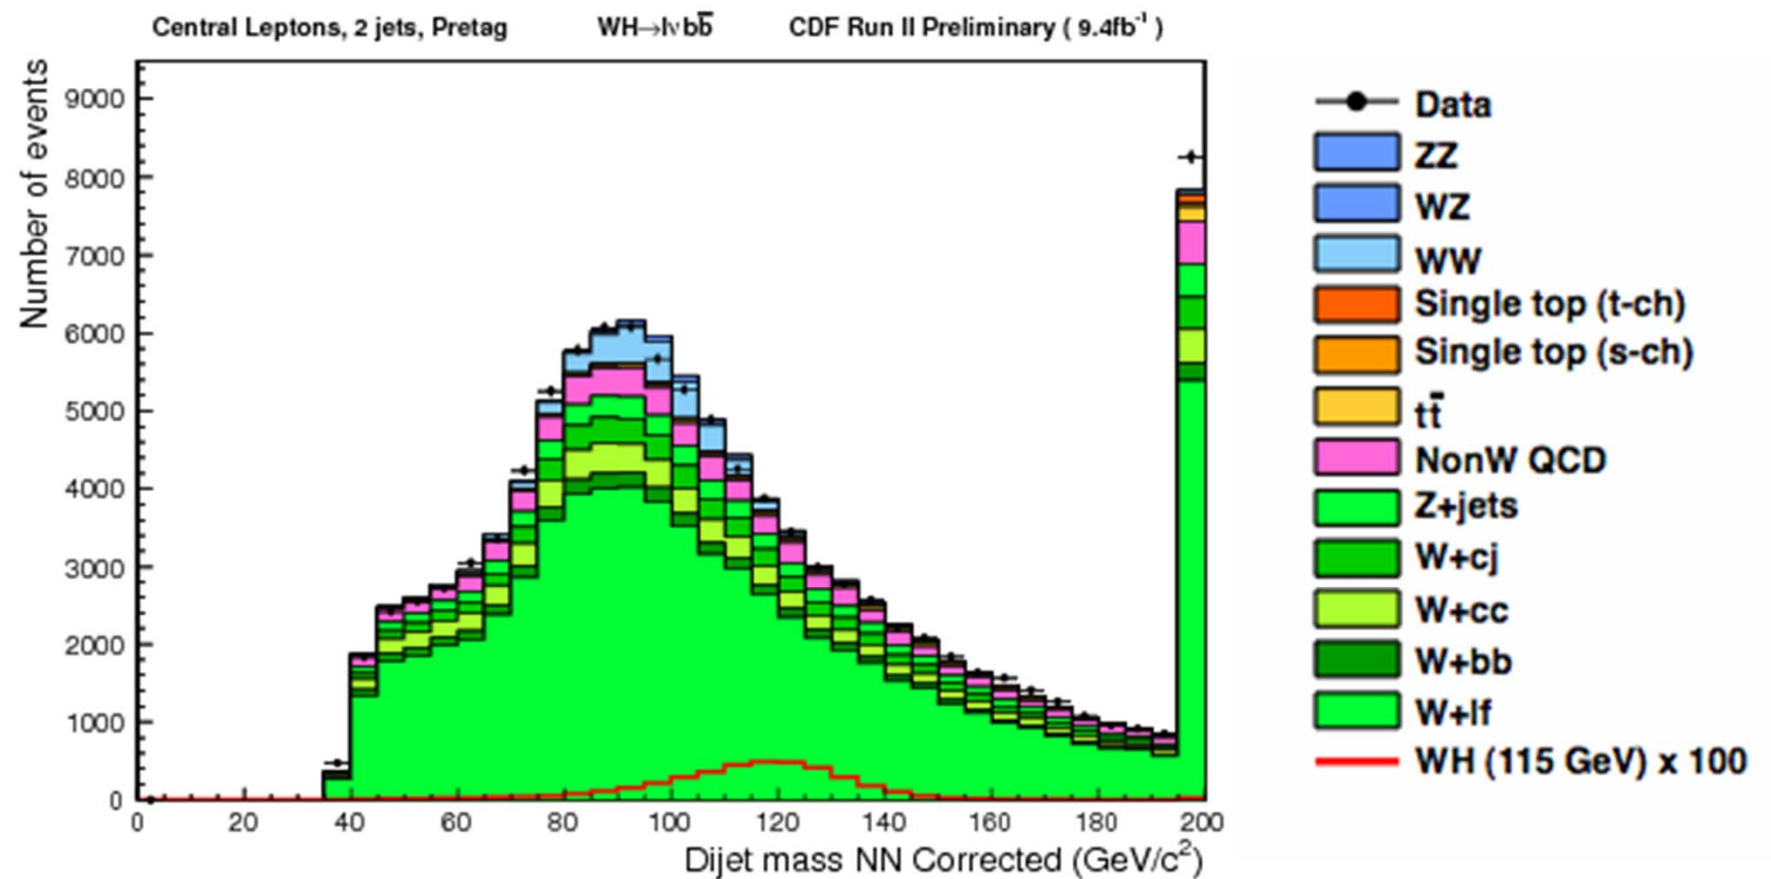 Central Leptons, 2 jets, Pretag WH→lνbb̅ CDF Run II Preliminary ( 9.4fb⁻¹ )
Number of events
9000
8000
7000
6000
5000
4000
3000
2000
1000
0
0 20 40 60 80 100 120 140 160 180 200
Dijet mass NN Corrected (GeV/c²)
Data
ZZ
WZ
WW
Single top (t-ch)
Single top (s-ch)
tt̅
NonW QCD
Z+jets
W+cj
W+cc
W+bb
W+lf
WH (115 GeV) x 100